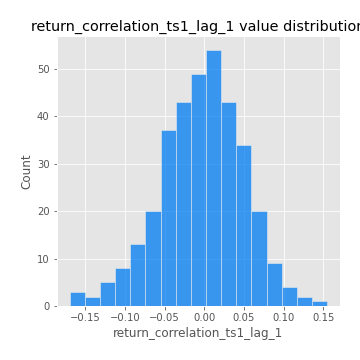 return_correlation_ts1_lag_1 value distribution
50
40
30
20
10
0
Count
−0.15 −0.10 −0.05 0.00 0.05 0.10 0.15
return_correlation_ts1_lag_1